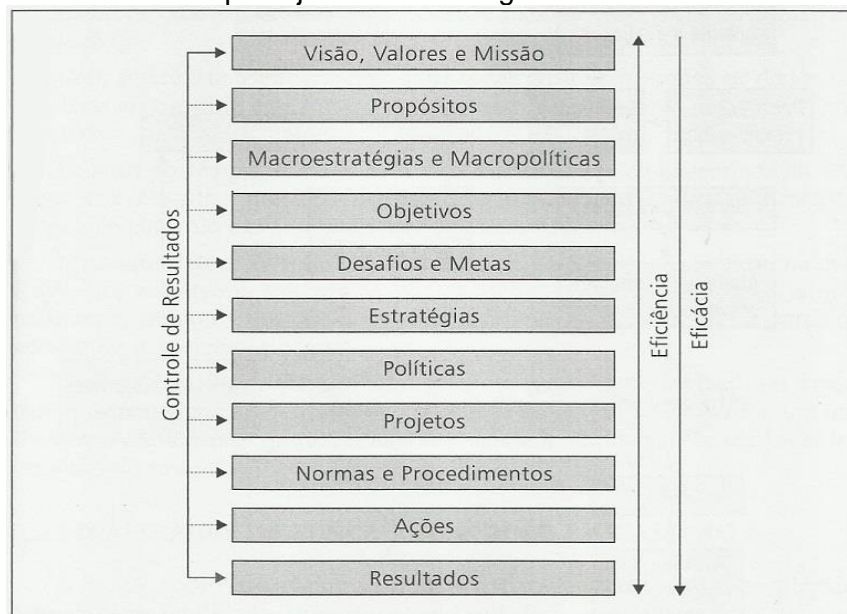 Visão, Valores e Missão
Propósitos
Macroestratégias e Macropolíticas
Objetivos
Desafios e Metas
Estratégias
Políticas
Projetos
Normas e Procedimentos
Ações
Resultados
Controle de Resultados
Eficiência
Eficácia